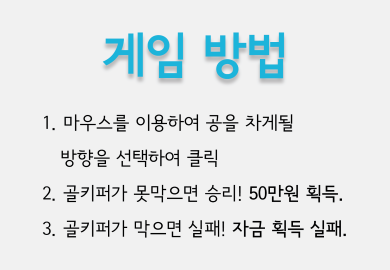 게임 방법
1. 마우스를 이용하여 공을 차게될
방향을 선택하여 클릭
2. 골키퍼가 못막으면 승리! 50만원 획득.
3. 골키퍼가 막으면 실패! 자금 획득 실패.